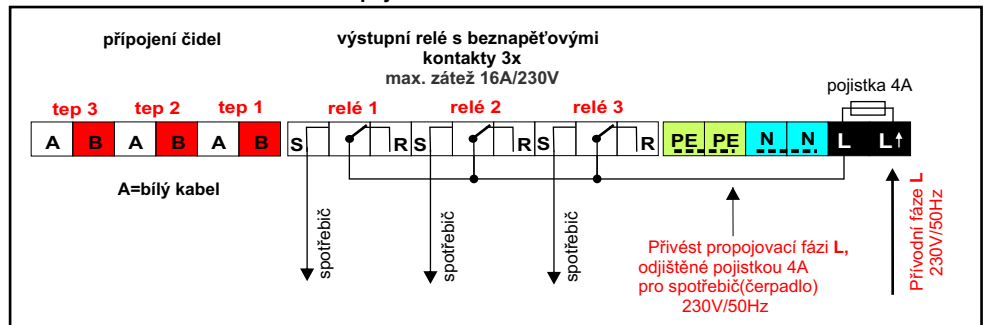 přípojení čidel
výstupní relé s beznapěťovými
kontakty 3x
max. zátež 16A/230V
pojistka 4A
tep 3 tep 2 tep 1 relé 1 relé 2 relé 3
A B A B A B S R S R S R PE PE N N L L↑
A=bílý kabel
spotřebič
spotřebič
spotřebič
Přivést propojovací fázi L,
odjištěné pojistkou 4A
pro spotřebič(čerpadlo)
230V/50Hz
Přívodní fáze L
230V/50Hz